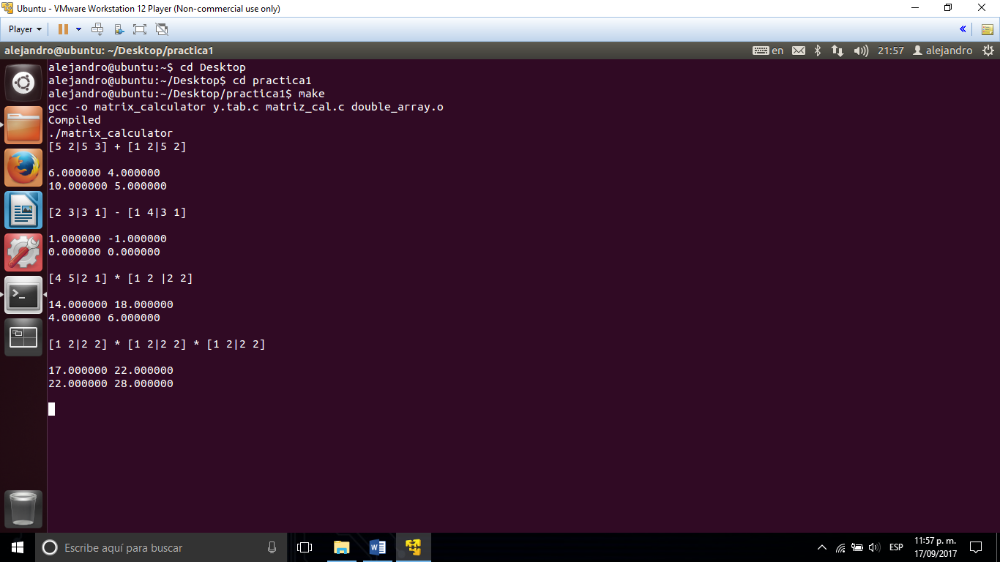 Ubuntu - VMware Workstation 12 Player (Non-commercial use only)
Player
alejandro@ubuntu: ~/Desktop/practica1
en
21:57
alejandro
alejandro@ubuntu:~$ cd Desktop
alejandro@ubuntu:~/Desktop$ cd practica1
alejandro@ubuntu:~/Desktop/practica1$ make
gcc -o matrix_calculator y.tab.c matriz_cal.c double_array.o
Compiled
./matrix_calculator
[5 2|5 3] + [1 2|5 2]
6.000000 4.000000
10.000000 5.000000
[2 3|3 1] - [1 4|3 1]
1.000000 -1.000000
0.000000 0.000000
[4 5|2 1] * [1 2 |2 2]
14.000000 18.000000
4.000000 6.000000
[1 2|2 2] * [1 2|2 2] * [1 2|2 2]
17.000000 22.000000
22.000000 28.000000
Escribe aquí para buscar
ESP
11:57 p. m.
17/09/2017